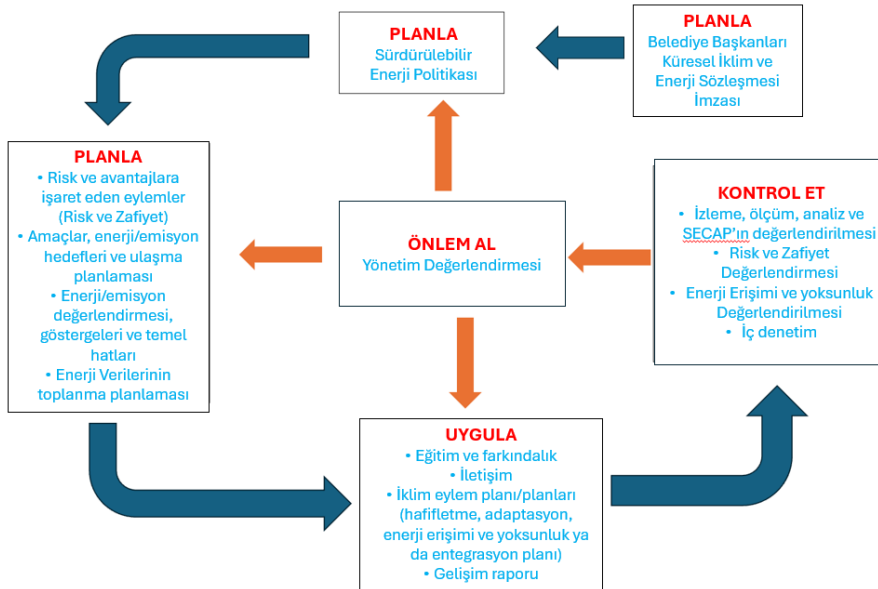 PLANLA
Sürdürülebilir
Enerji Politikası
PLANLA
Belediye Başkanları
Küresel İklim ve
Enerji Sözleşmesi
İmzası
PLANLA
• Risk ve avantajlara
işaret eden eylemler
(Risk ve Zafiyet)
• Amaçlar, enerji/emisyon
hedefleri ve ulaşma
planlaması
• Enerji/emisyon
değerlendirmesi,
göstergeleri ve temel
hatları
• Enerji Verilerinin
toplanma planlaması
ÖNLEM AL
Yönetim Değerlendirmesi
KONTROL ET
• İzleme, ölçüm, analiz ve
SECAP’ın değerlendirilmesi
• Risk ve Zafiyet
Değerlendirmesi
• Enerji Erişimi ve yoksunluk
Değerlendirilmesi
• İç denetim
UYGULA
• Eğitim ve farkındalık
• İletişim
• İklim eylem planı/planları
(hafifletme, adaptasyon,
enerji erişimi ve yoksunluk ya
da entegrasyon planı)
• Gelişim raporu